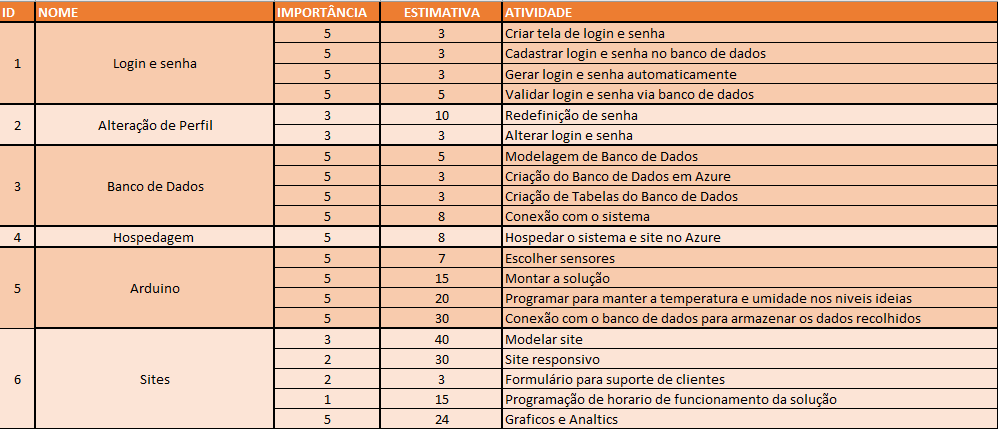 ID NOME IMPORTÂNCIA ESTIMATIVA ATIVIDADE
1 Login e senha 5 3 Criar tela de login e senha
5 3 Cadastrar login e senha no banco de dados
5 3 Gerar login e senha automaticamente
5 5 Validar login e senha via banco de dados
2 Alteração de Perfil 3 10 Redefinição de senha
3 3 Alterar login e senha
3 Banco de Dados 5 5 Modelagem de Banco de Dados
5 3 Criação do Banco de Dados em Azure
5 3 Criação de Tabelas do Banco de Dados
5 8 Conexão com o sistema
4 Hospedagem 5 8 Hospedar o sistema e site no Azure
5 Arduino 5 7 Escolher sensores
5 15 Montar a solução
5 20 Programar para manter a temperatura e umidade nos niveis ideias
5 30 Conexão com o banco de dados para armazenar os dados recolhidos
6 Sites 3 40 Modelar site
2 30 Site responsivo
2 3 Formulário para suporte de clientes
1 15 Programação de horario de funcionamento da solução
5 24 Graficos e Analtics